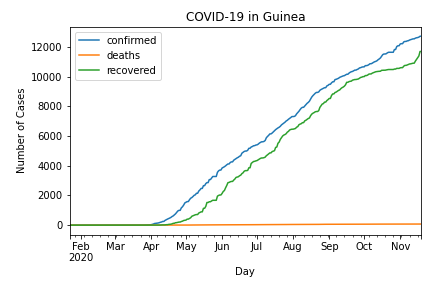 COVID-19 in Guinea
confirmed
deaths
recovered
Number of Cases
12000
10000
8000
6000
4000
2000
0
Feb Mar Apr May Jun Jul Aug Sep Oct Nov
2020
Day